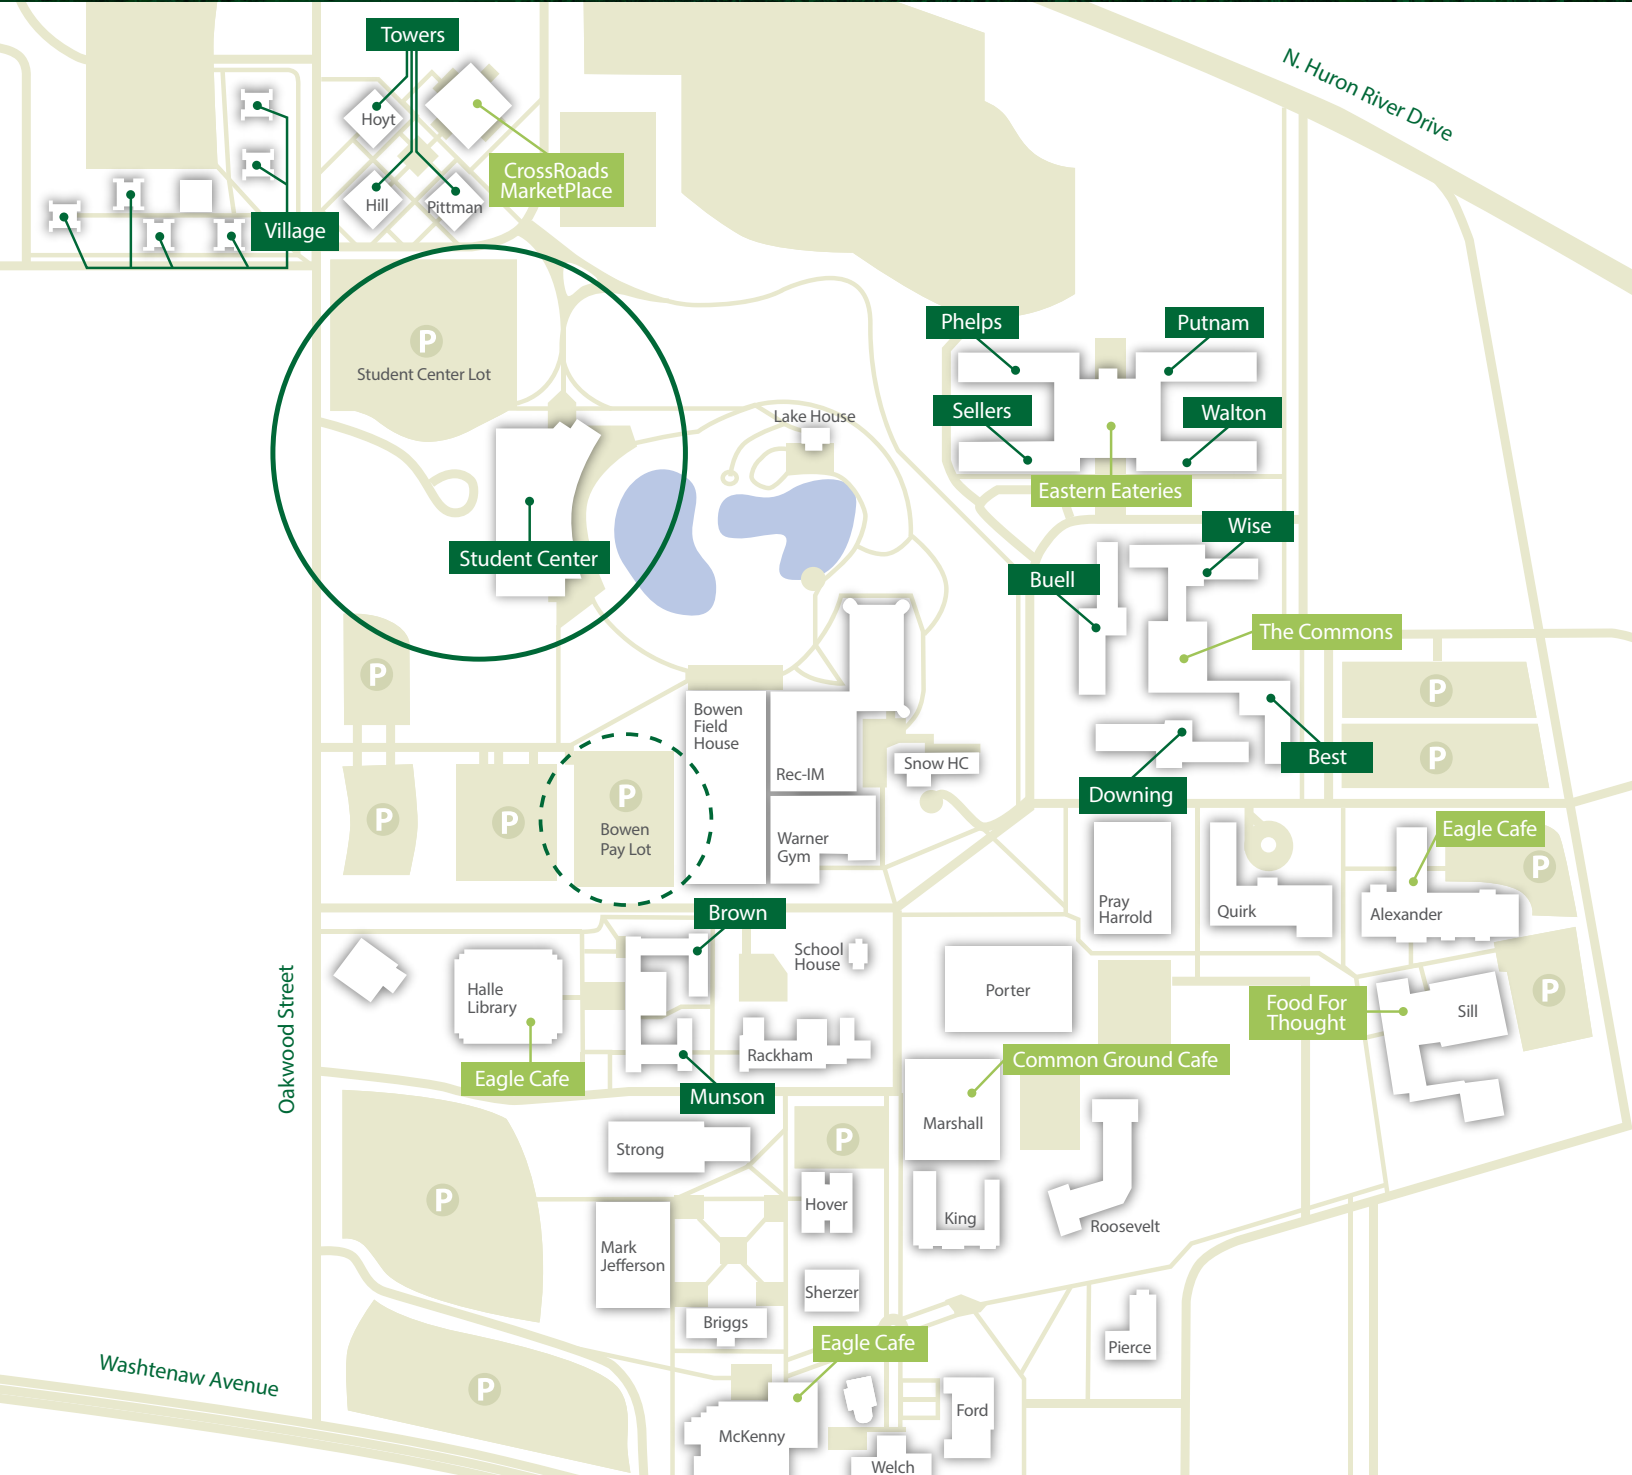 Towers
N. Huron River Drive
Hoyt
CrossRoads
MarketPlace
Hill
Pittman
Village
P
Student Center Lot
Phelps
Putnam
Sellers
Walton
Lake House
Eastern Eateries
Wise
Student Center
Buell
The Commons
P
P
Bowen
Field
House
Rec-IM
Snow HC
Best
P
Downing
P
P
P
Bowen
Pay Lot
Warner
Gym
Eagle Cafe
P
Pray
Harrold
Quirk
Alexander
Brown
School
House
Oakwood Street
Halle
Library
Porter
Food For
Thought
Sill
P
Rackham
Common Ground Cafe
Eagle Cafe
Munson
Marshall
P
Strong
P
Hover
King
Roosevelt
Mark
Jefferson
Sherzer
Briggs
Eagle Cafe
Pierce
Washtenaw Avenue
P
Ford
McKenny
Welch